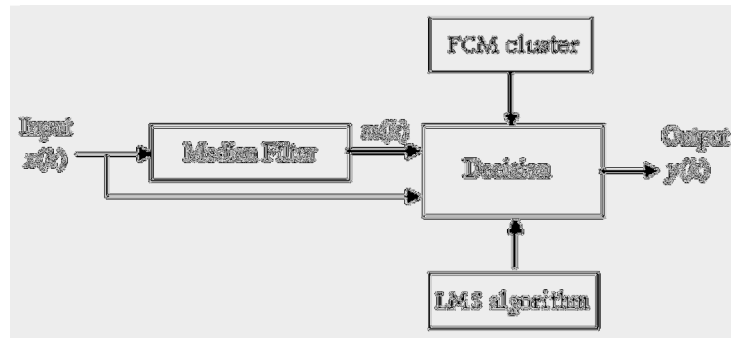 FCM cluster
Input
x(k)
Median Filter
m(k)
Decision
Output
y(k)
LMS algorithm